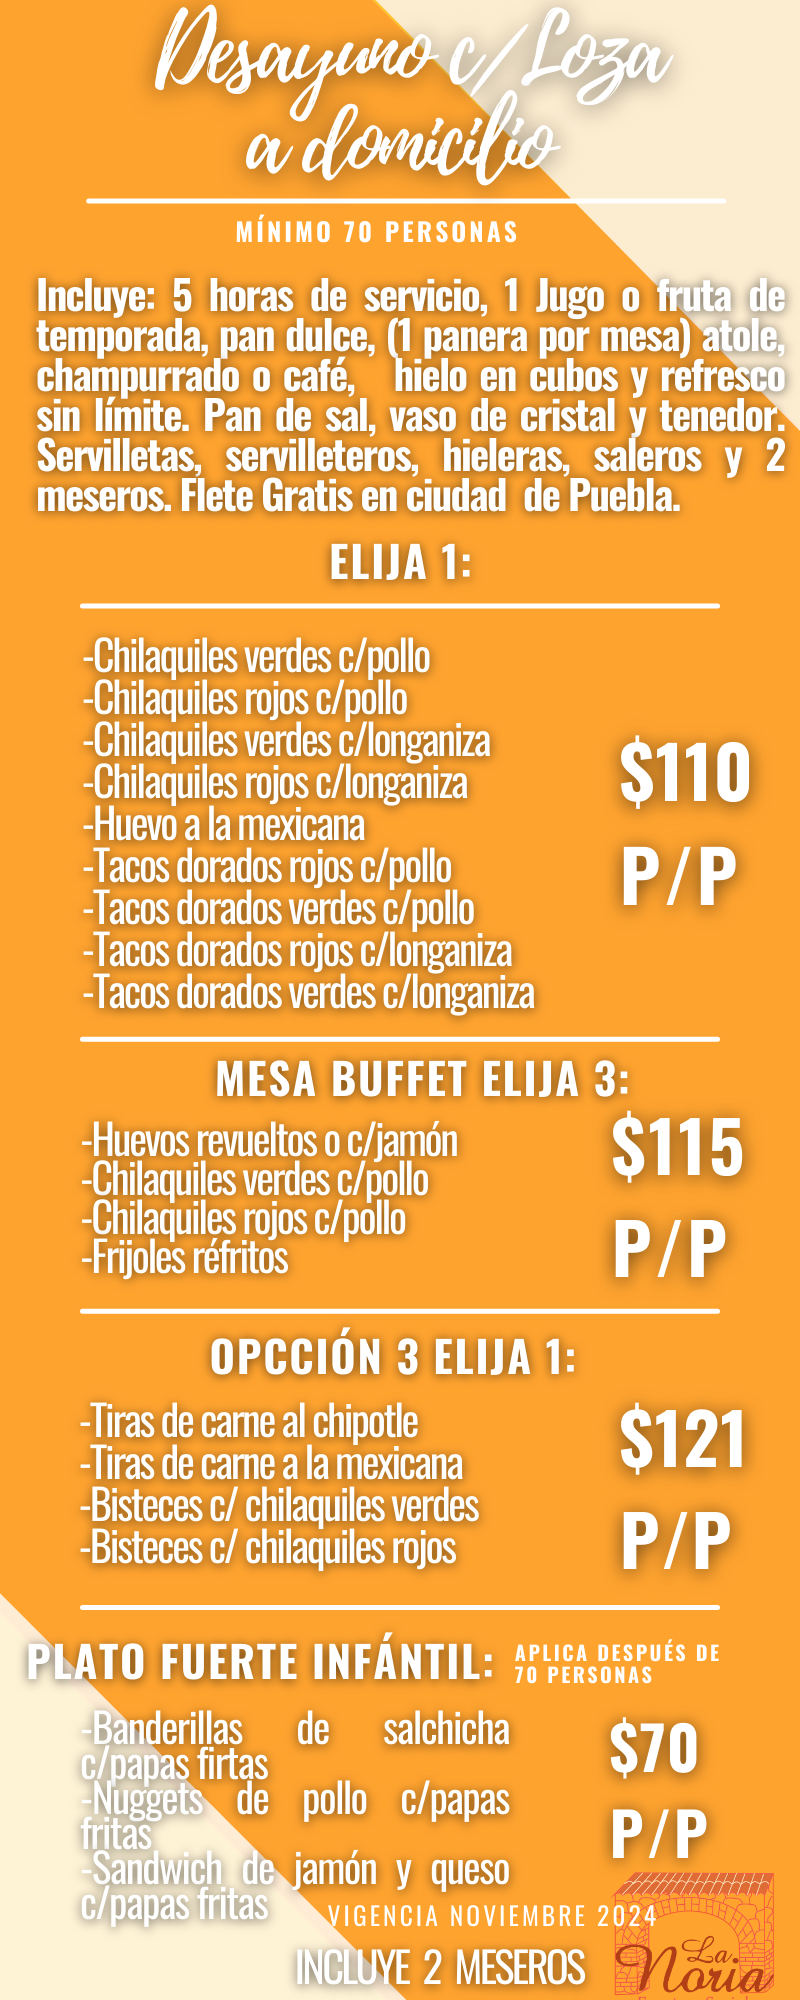 Desayuno c/Loza
a domicilio
MÍNIMO 70 PERSONAS
Incluye: 5 horas de servicio, 1 Jugo o fruta de
temporada, pan dulce, (1 panera por mesa) atole,
champurrado o café, hielo en cubos y refresco
sin límite. Pan de sal, vaso de cristal y tenedor.
Servilletas, servilleteros, hieleras, saleros y 2
meseros. Flete Gratis en ciudad de Puebla.
ELIJA 1:
-Chilaquiles verdes c/pollo
-Chilaquiles rojos c/pollo
-Chilaquiles verdes c/longaniza
-Chilaquiles rojos c/longaniza
-Huevo a la mexicana
-Tacos dorados rojos c/pollo
-Tacos dorados verdes c/pollo
-Tacos dorados rojos c/longaniza
-Tacos dorados verdes c/longaniza
$110
P/P
MESA BUFFET ELIJA 3:
-Huevos revueltos o c/jamón
-Chilaquiles verdes c/pollo
-Chilaquiles rojos c/pollo
-Frijoles réfritos
$115
P/P
OPCCIÓN 3 ELIJA 1:
-Tiras de carne al chipotle
-Tiras de carne a la mexicana
-Bisteces c/ chilaquiles verdes
-Bisteces c/ chilaquiles rojos
$121
P/P
PLATO FUERTE INFÁNTIL:
APLICA DESPUÉS DE
70 PERSONAS
-Banderillas de salchicha
c/papas firtas
-Nuggets de pollo c/papas
fritas
-Sandwich de jamón y queso
c/papas fritas
$70
P/P
VIGENCIA NOVIEMBRE 2024
INCLUYE 2 MESEROS
La
Noria